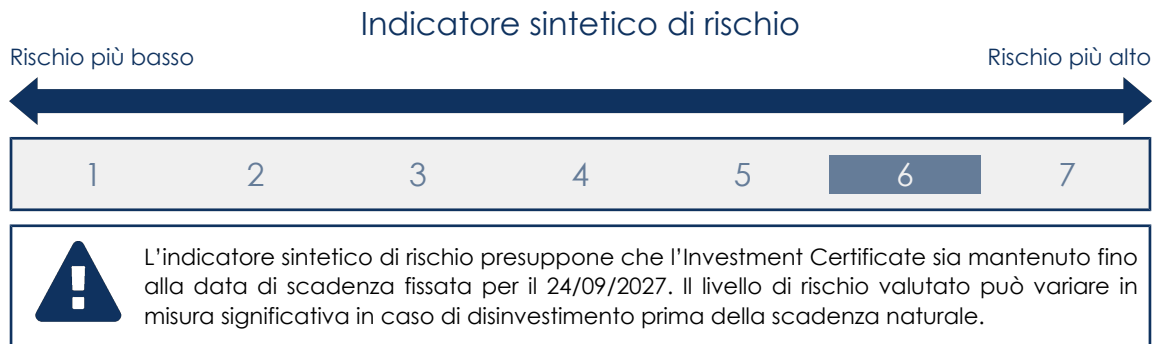 Indicatore sintetico di rischio
Rischio più basso
Rischio più alto
1 2 3 4 5 6 7
L'indicatore sintetico di rischio presuppone che l'Investment Certificate sia mantenuto fino
alla data di scadenza fissata per il 24/09/2027. Il livello di rischio valutato può variare in
misura significativa in caso di disinvestimento prima della scadenza naturale.